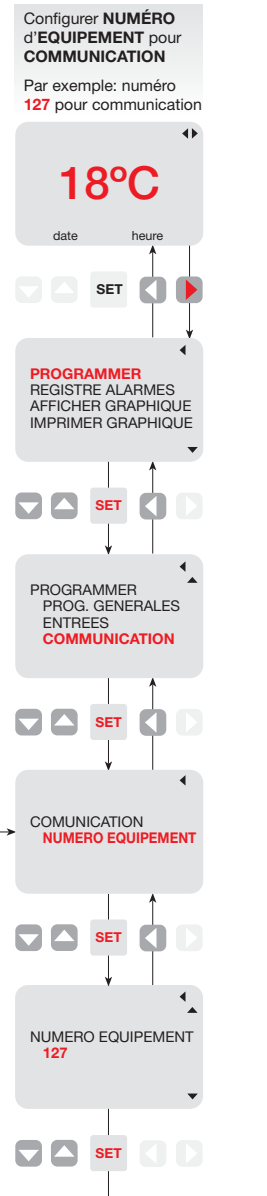 Configurer NUMÉRO
d'EQUIPEMENT pour
COMMUNICATION
Par exemple: numéro
127 pour communication
18ºC
date heure
SET
PROGRAMMER
REGISTRE ALARMES
AFFICHER GRAPHIQUE
IMPRIMER GRAPHIQUE
SET
PROGRAMMER
PROG. GENERALES
ENTREES
COMMUNICATION
SET
COMUNICATION
NUMERO EQUIPEMENT
SET
NUMERO EQUIPEMENT
127
SET